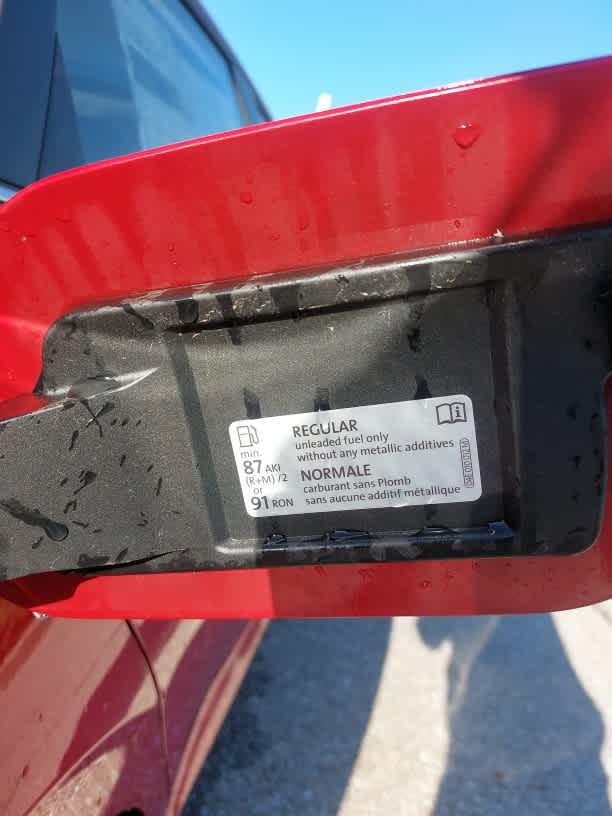 REGULAR
unleaded fuel only
without any metallic additives
min.
87 AKI
(R+M) /2
or
91 RON
NORMALE
carburant sans Plomb
sans aucune additif métallique